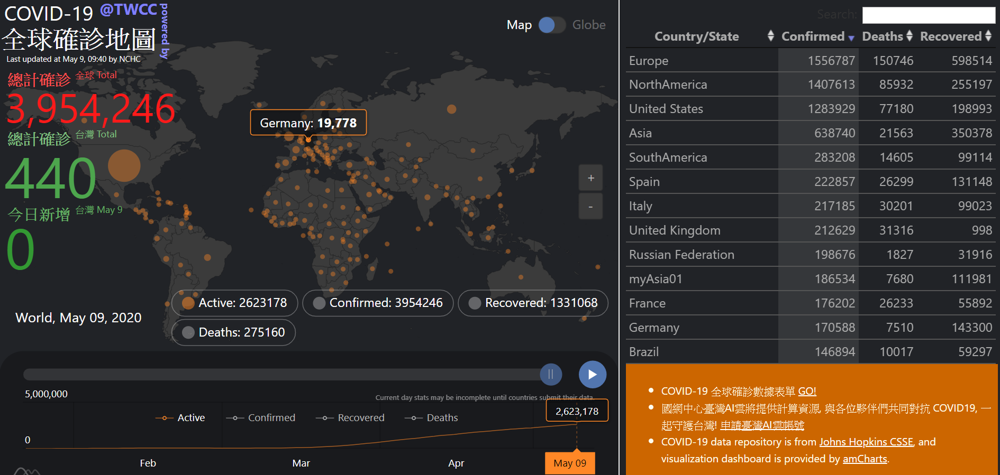 COVID-19 @TWCC
powered by
全球確診地圖
Last updated at May 9, 09:40 by NCHC
總計確診 全球 Total
3,954,246
總計確診 台灣 Total
440
今日新增 台灣 May 9
0
Map Globe
Germany: 19,778
+
-
World, May 09, 2020
Active: 2623178
Confirmed: 3954246
Recovered: 1331068
Deaths: 275160
Current day stats may be incomplete until countries submit their data.
5,000,000
2,623,178
Active Confirmed Recovered Deaths
0
Feb Mar Apr May 09
Search:
Country/State Confirmed Deaths Recovered
Europe 1556787 150746 598514
NorthAmerica 1407613 85932 255197
United States 1283929 77180 198993
Asia 638740 21563 350378
SouthAmerica 283208 14605 99114
Spain 222857 26299 131148
Italy 217185 30201 99023
United Kingdom 212629 31316 998
Russian Federation 198676 1827 31916
myAsia01 186534 7680 111981
France 176202 26233 55892
Germany 170588 7510 143300
Brazil 146894 10017 59297
COVID-19 全球確診數據表單 GO!
國網中心臺灣AI雲將提供計算資源, 與各位夥伴們共同對抗 COVID19, 一
起守護台灣! 申請臺灣AI雲帳號
COVID-19 data repository is from Johns Hopkins CSSE, and
visualization dashboard is provided by amCharts.